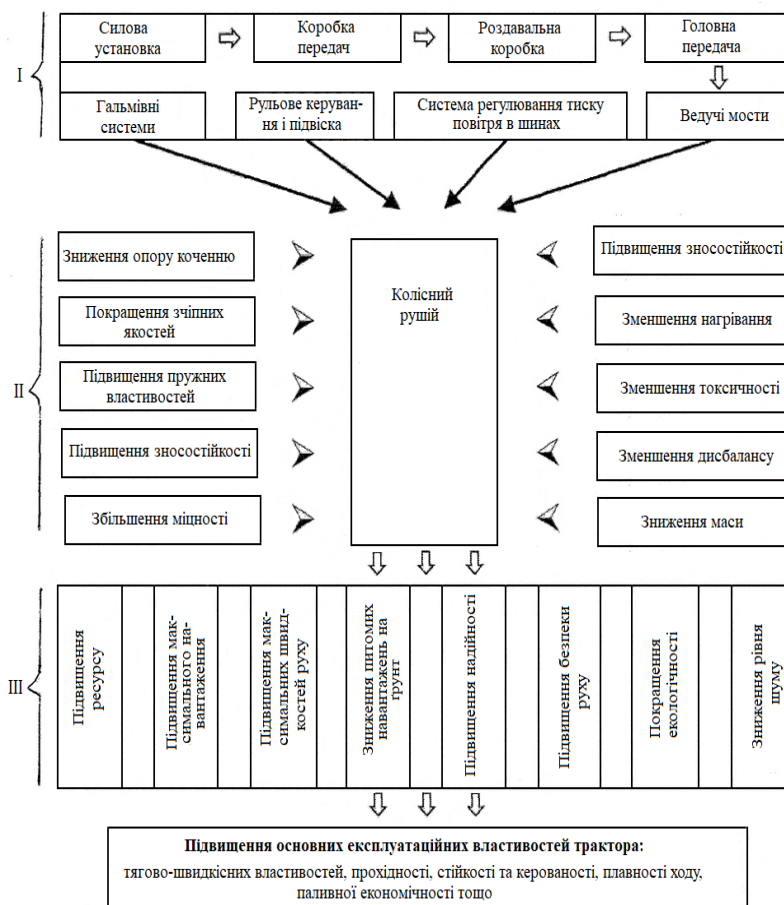 Силова
установка
Коробка
передач
Роздавальна
коробка
Головна
передача
I
Гальмівні
системи
Рульове керуван-
ня і підвіска
Система регулювання тиску
повітря в шинах
Ведучі мости
Зниження опору коченню
Покращення зчіпних
якостей
II
Підвищення пружних
властивостей
Підвищення зносостійкості
Збільшення міцності
Колісний
рушій
Підвищення зносостійкості
Зменшення нагрівання
Зменшення токсичності
Зменшення дисбалансу
Зниження маси
III
Підвищення
ресурсу
Підвищення мак-
симального на-
вантаження
Підвищення мак-
симальних швид-
костей руху
Зниження питомих
навантажень на
ґрунт
Підвищення надійності
Підвищення безпеки
руху
Покращення
екологічності
Зниження рівня
шуму
Підвищення основних експлуатаційних властивостей трактора:
тягово-швидкісних властивостей, прохідності, стійкості та керованості, плавності ходу,
паливної економічності тощо